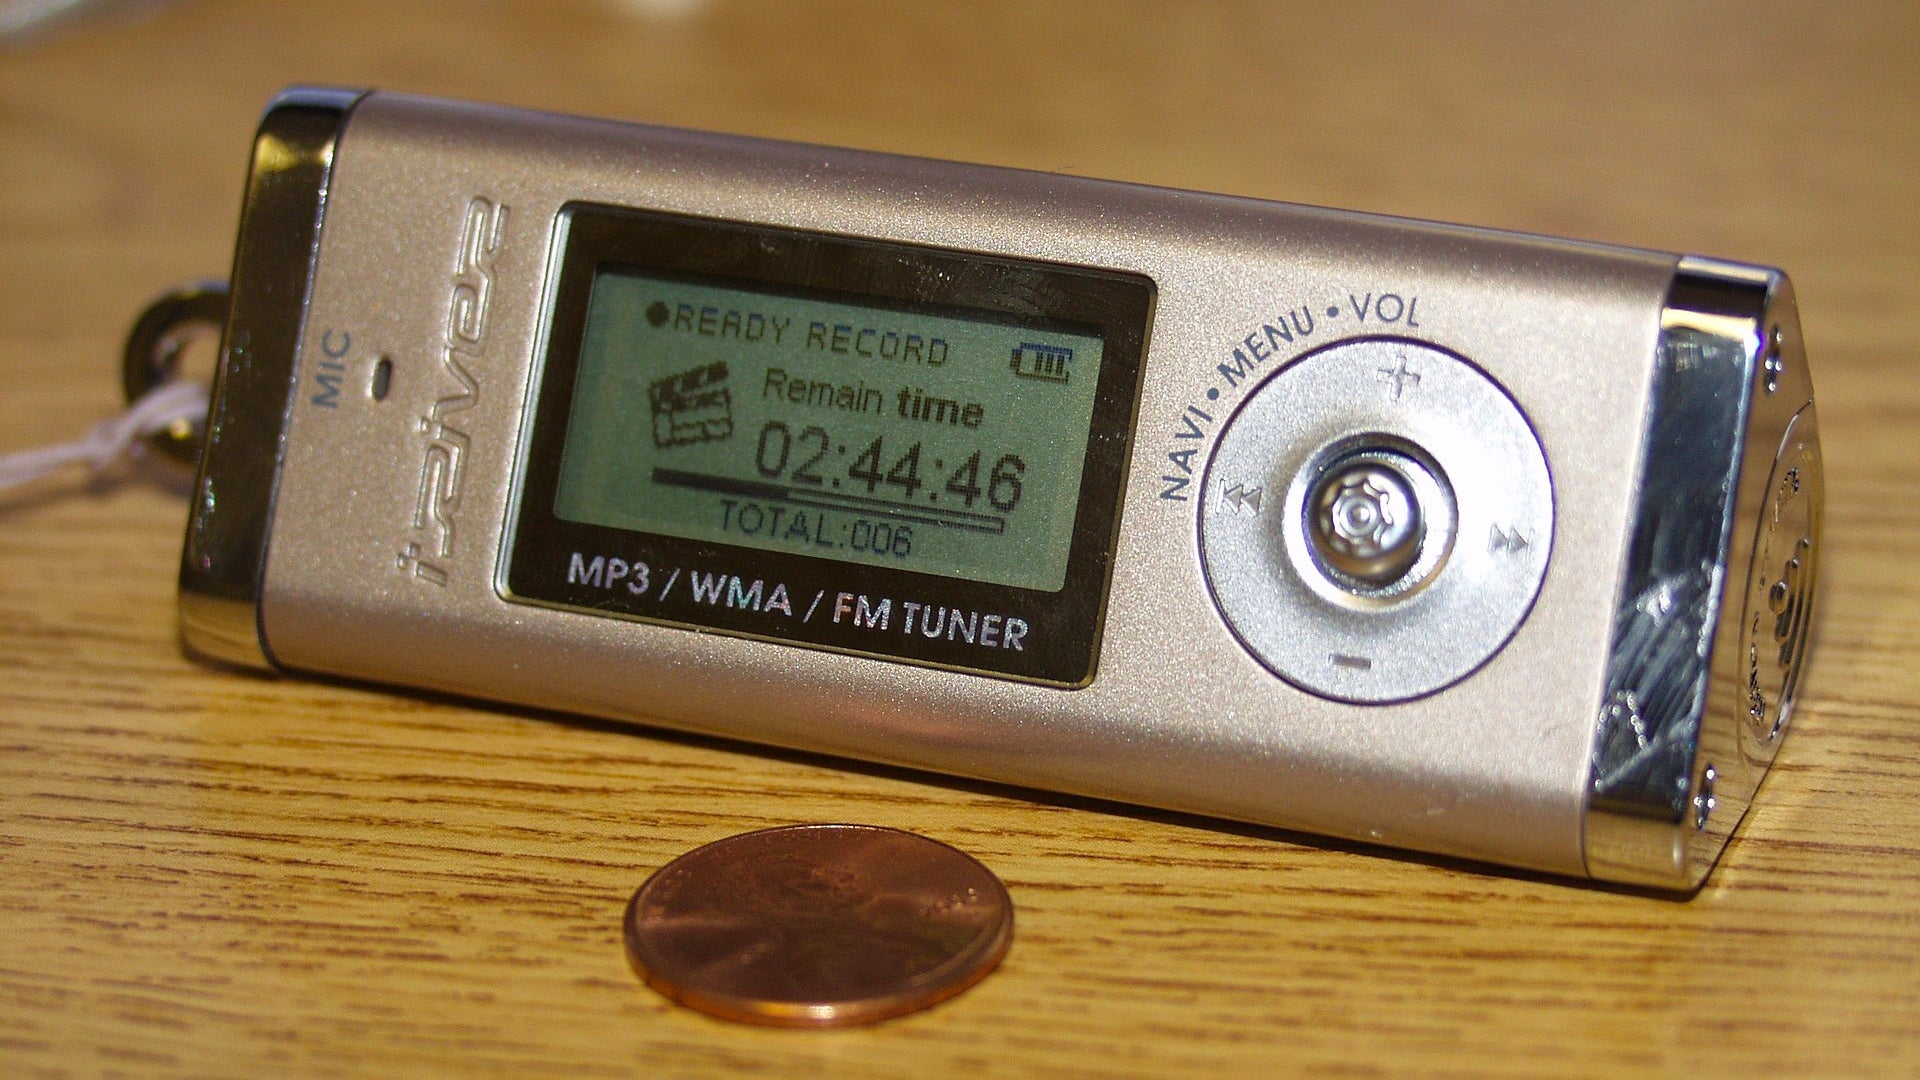 MIC
iRiver
READY RECORD
Remain time
02:44:46
TOTAL:006
MP3 / WMA / FM TUNER
NAVI • MENU • VOL
+
-